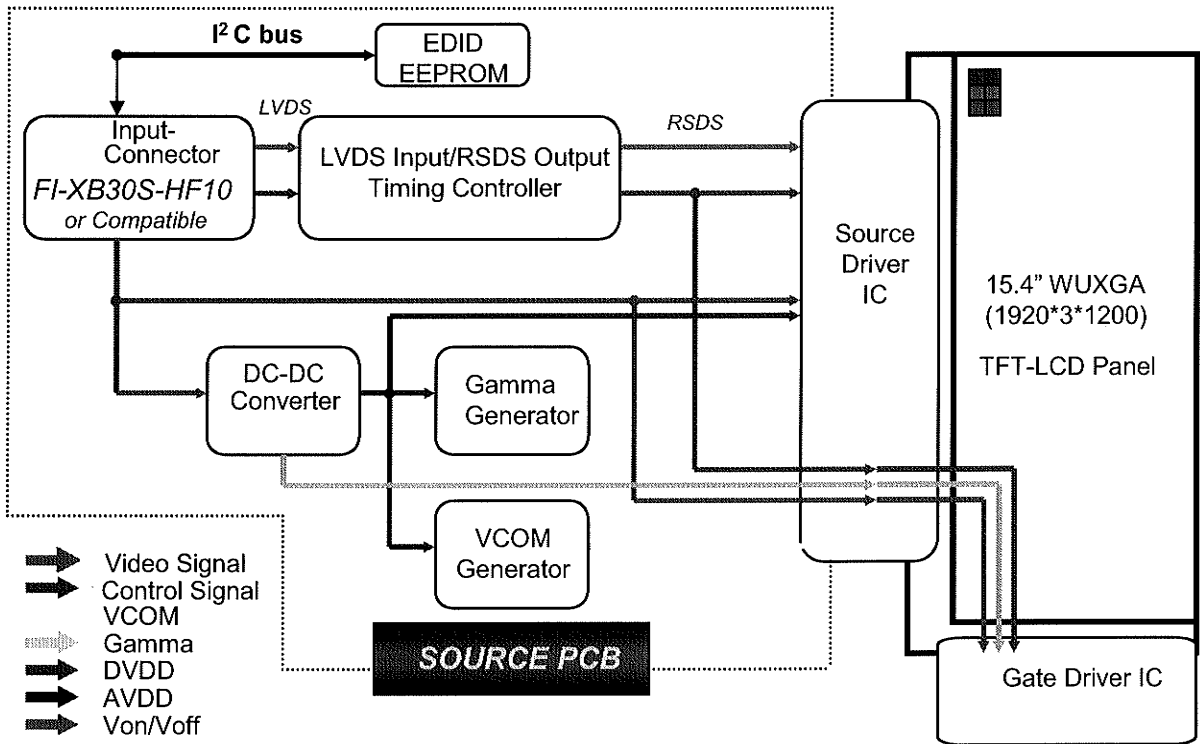 I² C bus
EDID
EEPROM
LVDS
RSDS
Input-
Connector
FI-XB30S-HF10
or Compatible
LVDS Input/RSDS Output
Timing Controller
Source
Driver
IC
15.4” WUXGA
(1920*3*1200)
TFT-LCD Panel
DC-DC
Converter
Gamma
Generator
VCOM
Generator
Video Signal
Control Signal
VCOM
Gamma
DVDD
AVDD
Von/Voff
SOURCE PCB
Gate Driver IC